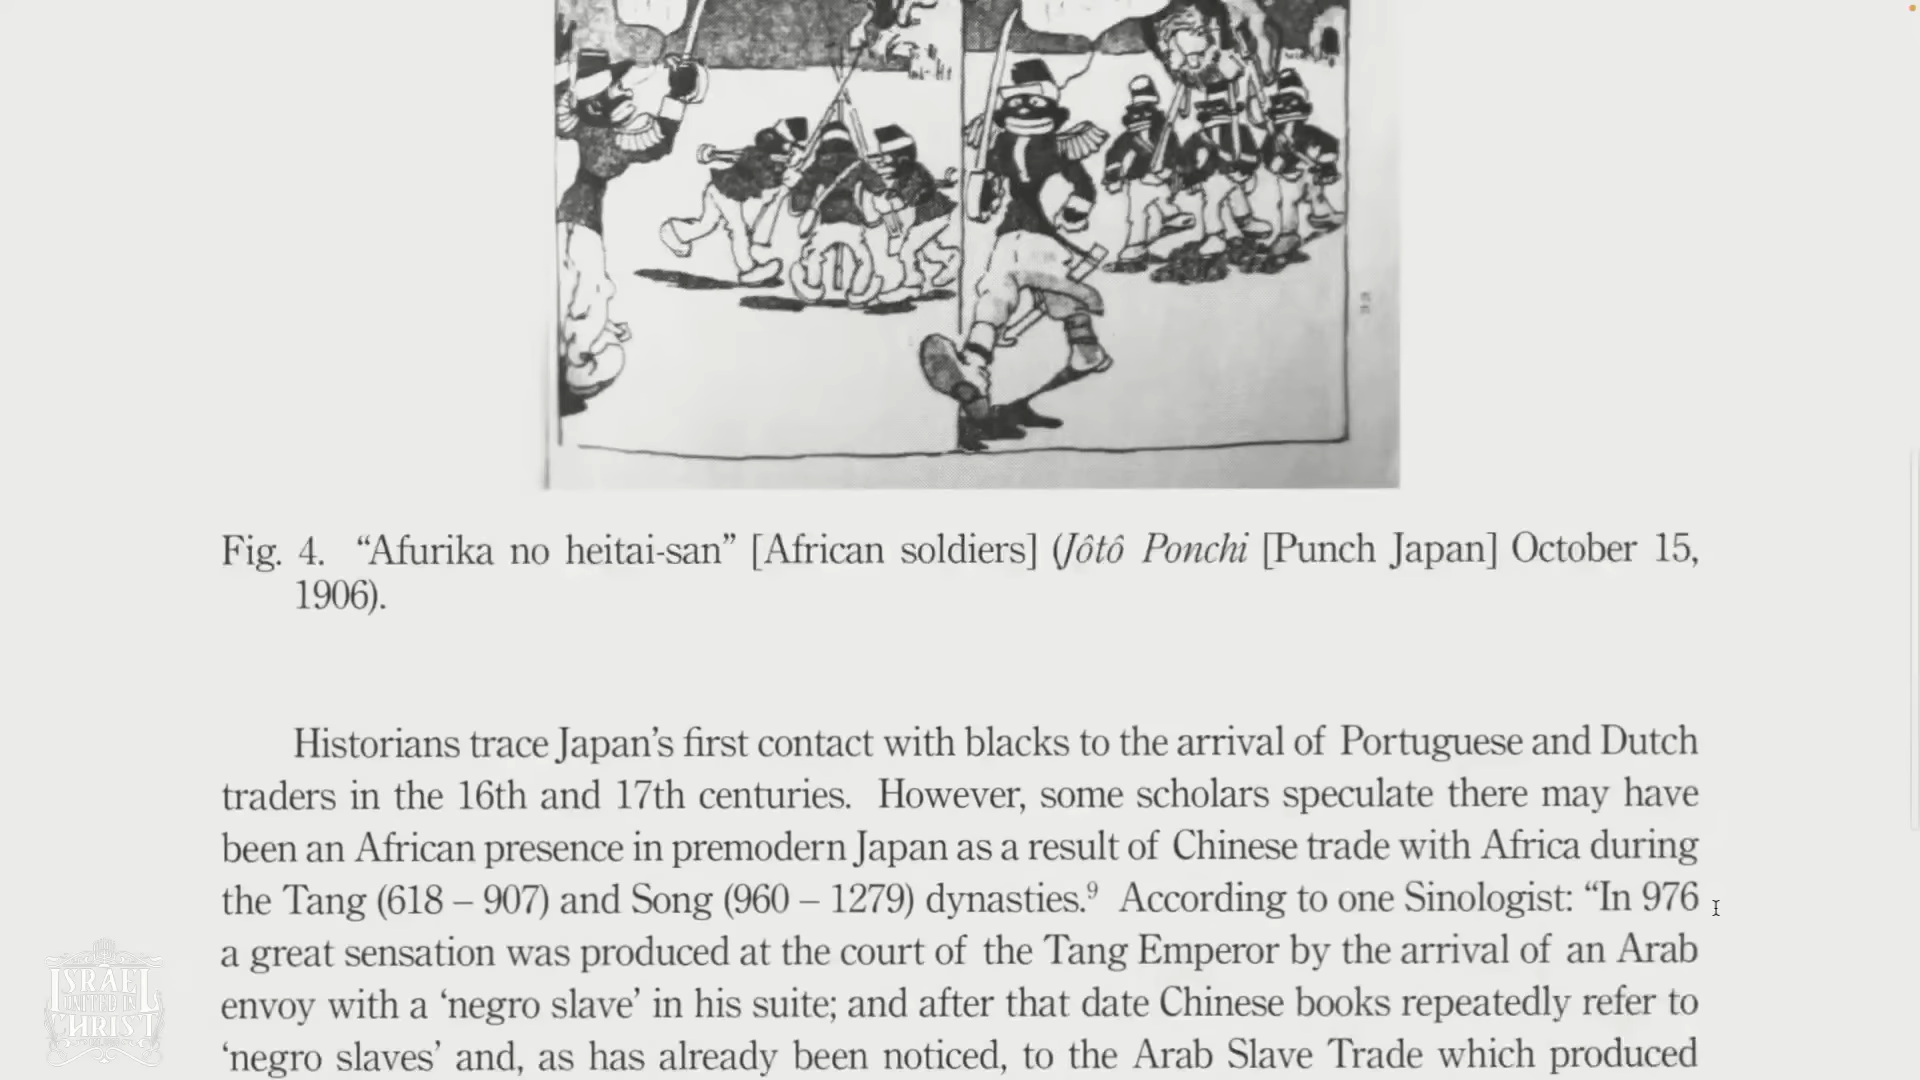 Fig. 4. “Afurika no heitai-san” [African soldiers] (Jôtô Ponchi [Punch Japan] October 15,
1906).
Historians trace Japan’s first contact with blacks to the arrival of Portuguese and Dutch
traders in the 16th and 17th centuries. However, some scholars speculate there may have
been an African presence in premodern Japan as a result of Chinese trade with Africa during
the Tang (618 – 907) and Song (960 – 1279) dynasties.⁹ According to one Sinologist: “In 976
a great sensation was produced at the court of the Tang Emperor by the arrival of an Arab
envoy with a ‘negro slave’ in his suite; and after that date Chinese books repeatedly refer to
‘negro slaves’ and, as has already been noticed, to the Arab Slave Trade which produced
ISRAEL
UNITED IN
CHRIST